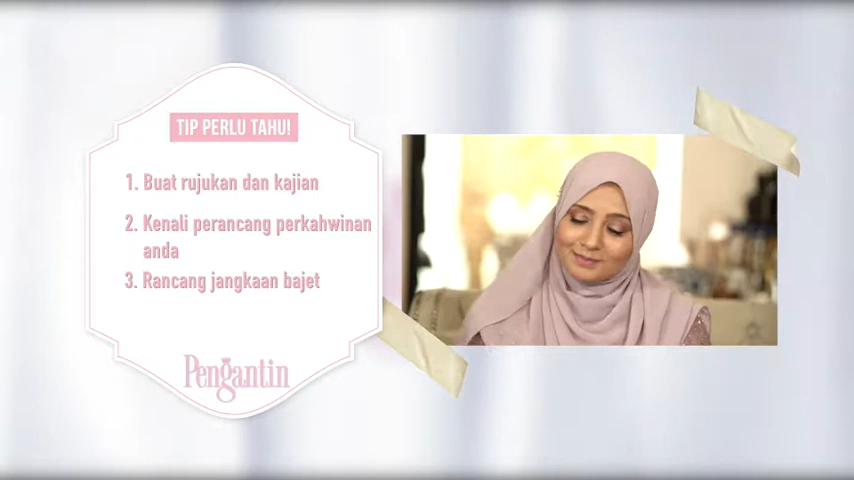 TIP PERLU TAHU!
1. Buat rujukan dan kajian
2. Kenali perancang perkahwinan
anda
3. Rancang jangkaan bajet
Pengantin